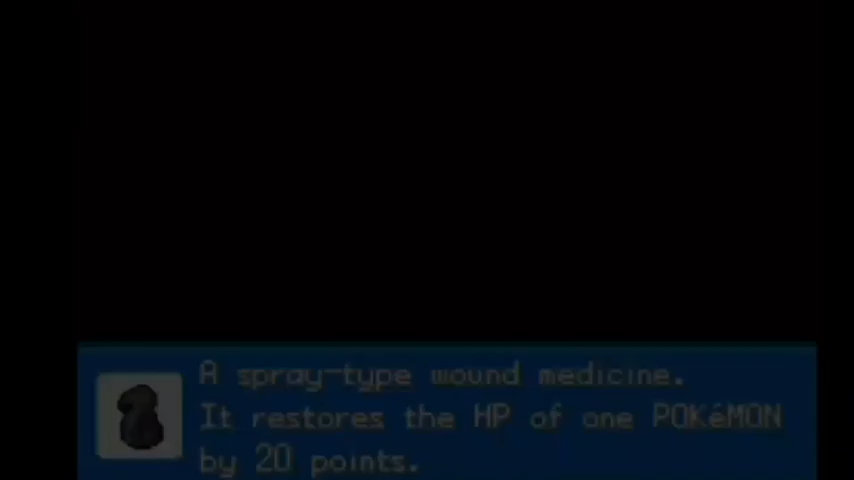 A spray-type wound medicine.
It restores the HP of one POKéMON
by 20 points.